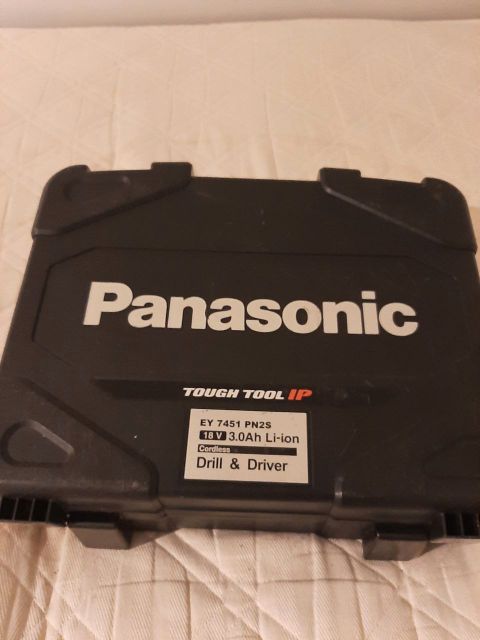 Panasonic
TOUGH TOOL IP
EY 7451 PN2S
18 V 3.0Ah Li-ion
Cordless
Drill & Driver